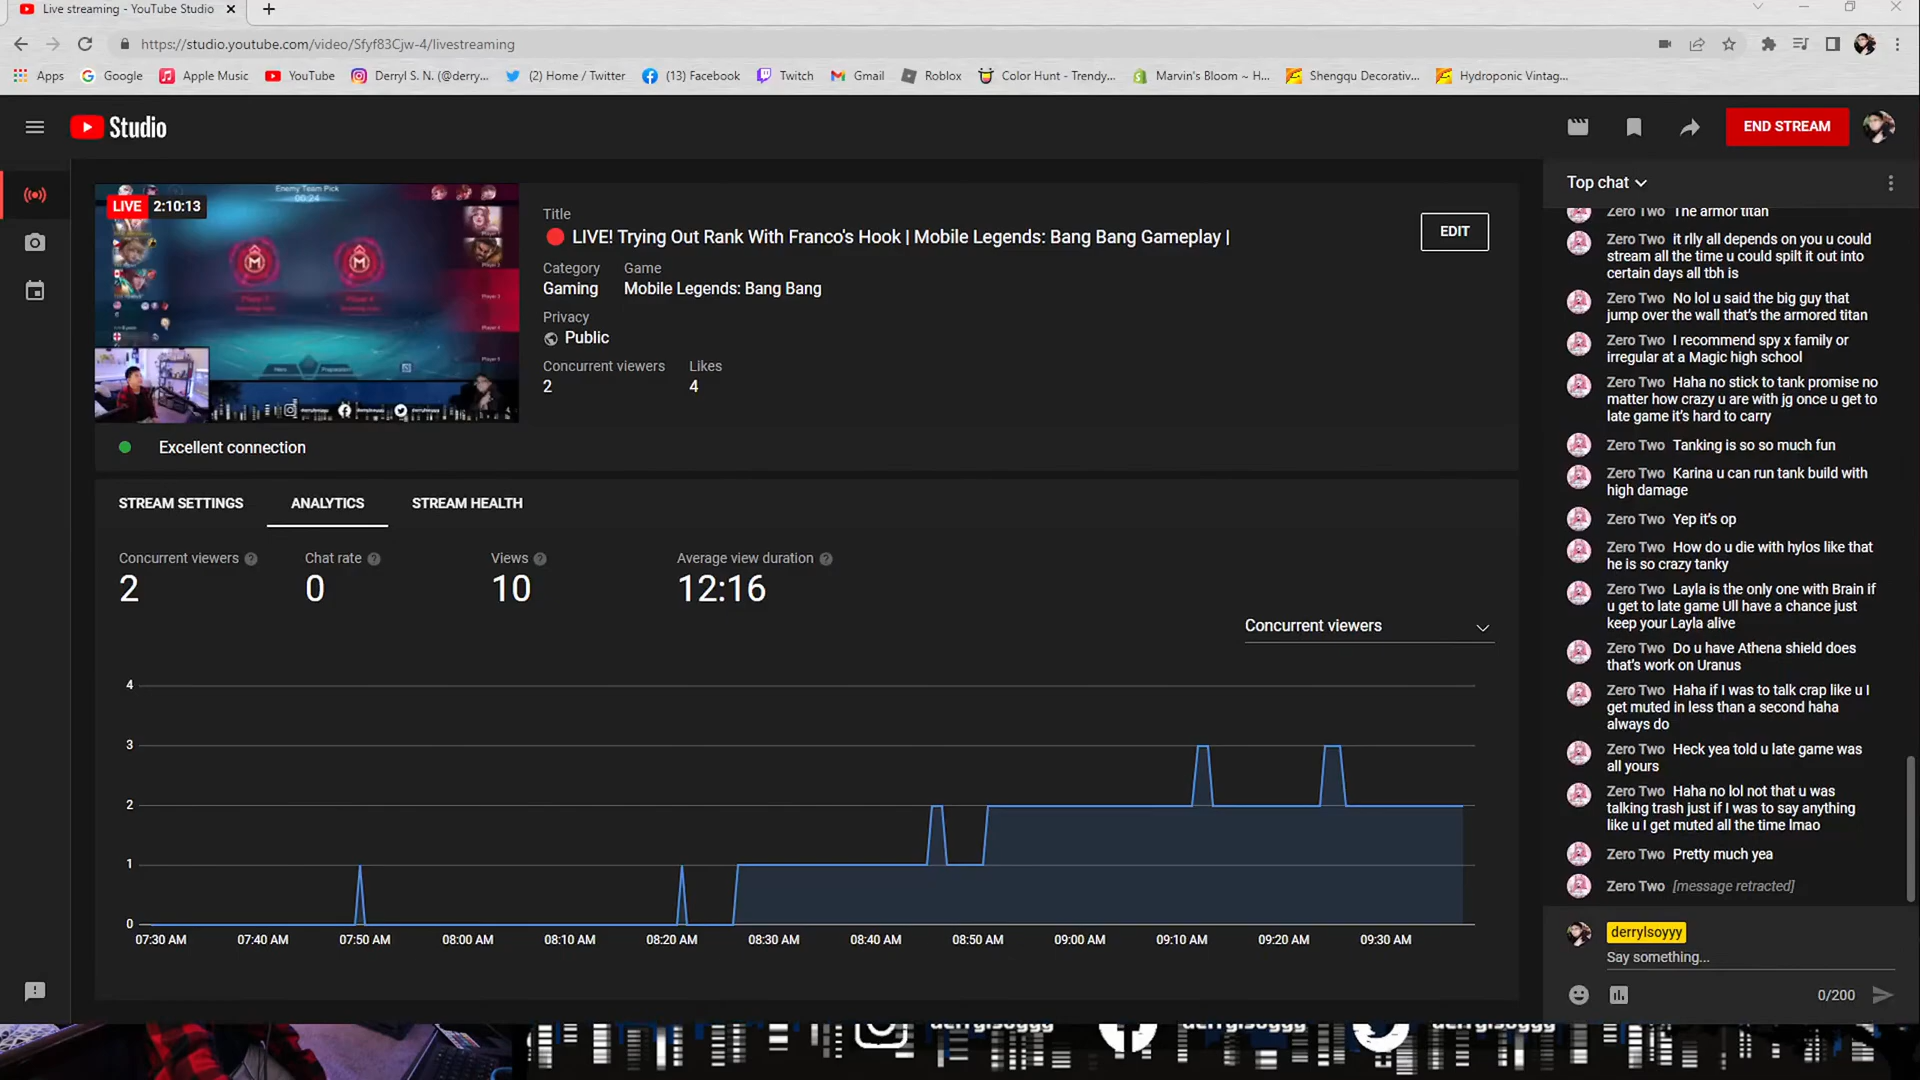 Live streaming - YouTube Studio
https://studio.youtube.com/video/Sfyf83Cjw-4/livestreaming
Apps
Google
Apple Music
YouTube
Derryl S. N. (@derry...
(2) Home / Twitter
(13) Facebook
Twitch
Gmail
Roblox
Color Hunt - Trendy...
Marvin's Bloom ~ H...
Shengqu Decorativ...
Hydroponic Vintag...
Studio
END STREAM
LIVE 2:10:13
Enemy Team Pick
00:24
Title
LIVE! Trying Out Rank With Franco's Hook | Mobile Legends: Bang Bang Gameplay |
EDIT
Category
Game
Gaming
Mobile Legends: Bang Bang
Privacy
Public
Concurrent viewers
Likes
2
4
Excellent connection
STREAM SETTINGS
ANALYTICS
STREAM HEALTH
Concurrent viewers
Chat rate
Views
Average view duration
2
0
10
12:16
Concurrent viewers
4
3
2
1
0
07:30 AM
07:40 AM
07:50 AM
08:00 AM
08:10 AM
08:20 AM
08:30 AM
08:40 AM
08:50 AM
09:00 AM
09:10 AM
09:20 AM
09:30 AM
Top chat
Zero Two The armor titan
Zero Two it rlly all depends on you u could
stream all the time u could spilt it out into
certain days all tbh is
Zero Two No lol u said the big guy that
jump over the wall that's the armored titan
Zero Two I recommend spy x family or
irregular at a Magic high school
Zero Two Haha no stick to tank promise no
matter how crazy u are with jg once u get to
late game it's hard to carry
Zero Two Tanking is so so much fun
Zero Two Karina u can run tank build with
high damage
Zero Two Yep it's op
Zero Two How do u die with hylos like that
he is so crazy tanky
Zero Two Layla is the only one with Brain if
u get to late game Ull have a chance just
keep your Layla alive
Zero Two Do u have Athena shield does
that's work on Uranus
Zero Two Haha if I was to talk crap like u I
get muted in less than a second haha
always do
Zero Two Heck yea told u late game was
all yours
Zero Two Haha no lol not that u was
talking trash just if I was to say anything
like u I get muted all the time lmao
Zero Two Pretty much yea
Zero Two [message retracted]
derrylsoyyy
Say something...
0/200